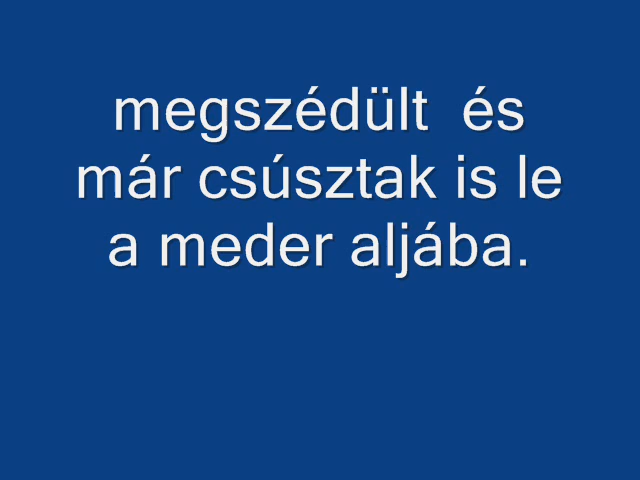 megszédült és
már csúsztak is le
a meder aljába.